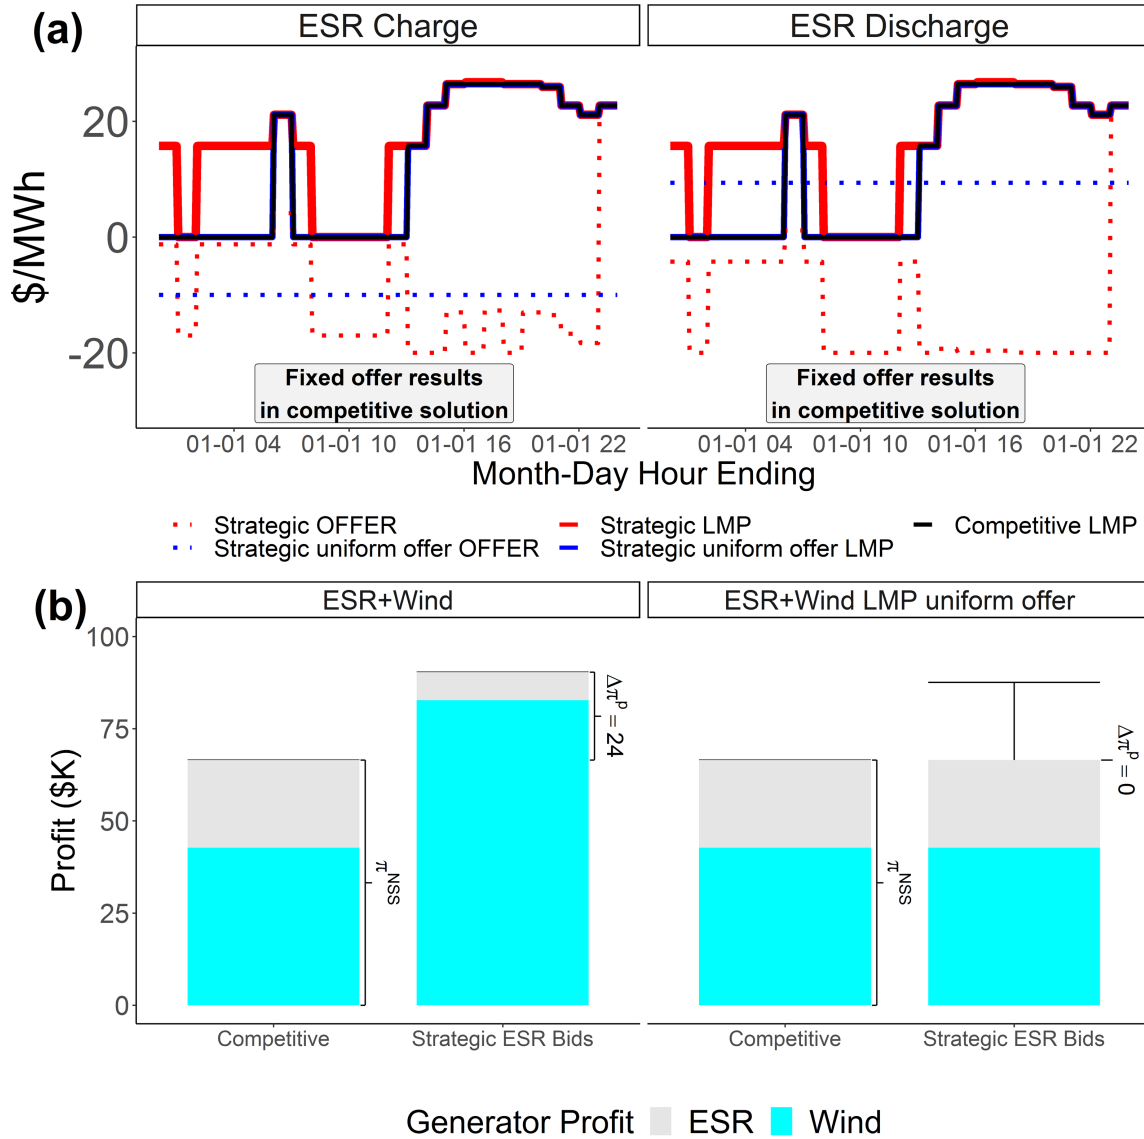 (a)
ESR Charge
ESR Discharge
$/MWh
20
0
-20
Fixed offer results
in competitive solution
Fixed offer results
in competitive solution
01-01 04
01-01 10
01-01 16
01-01 22
01-01 04
01-01 10
01-01 16
01-01 22
Month-Day Hour Ending
Strategic OFFER
Strategic LMP
Competitive LMP
Strategic uniform offer OFFER
Strategic uniform offer LMP
(b)
ESR+Wind
ESR+Wind LMP uniform offer
Profit ($K)
100
75
50
25
0
π^NSS
Δπ^p = 24
π^NSS
Δπ^p = 0
Competitive
Strategic ESR Bids
Competitive
Strategic ESR Bids
Generator Profit
ESR
Wind